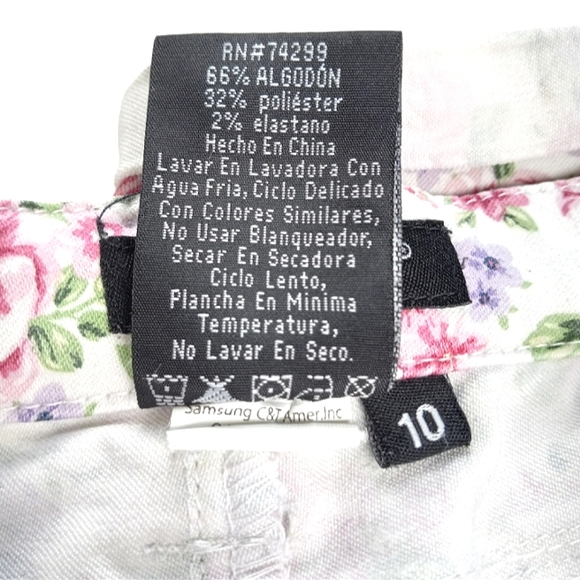 RN#74299
66% ALGODÓN
32% poliéster
2% elastano
Hecho En China
Lavar En Lavadora Con
Agua Fria, Ciclo Delicado
Con Colores Similares,
No Usar Blanqueador,
Secar En Secadora
Ciclo Lento,
Plancha En Minima
Temperatura,
No Lavar En Seco.
Samsung C&T Amer.Inc
10